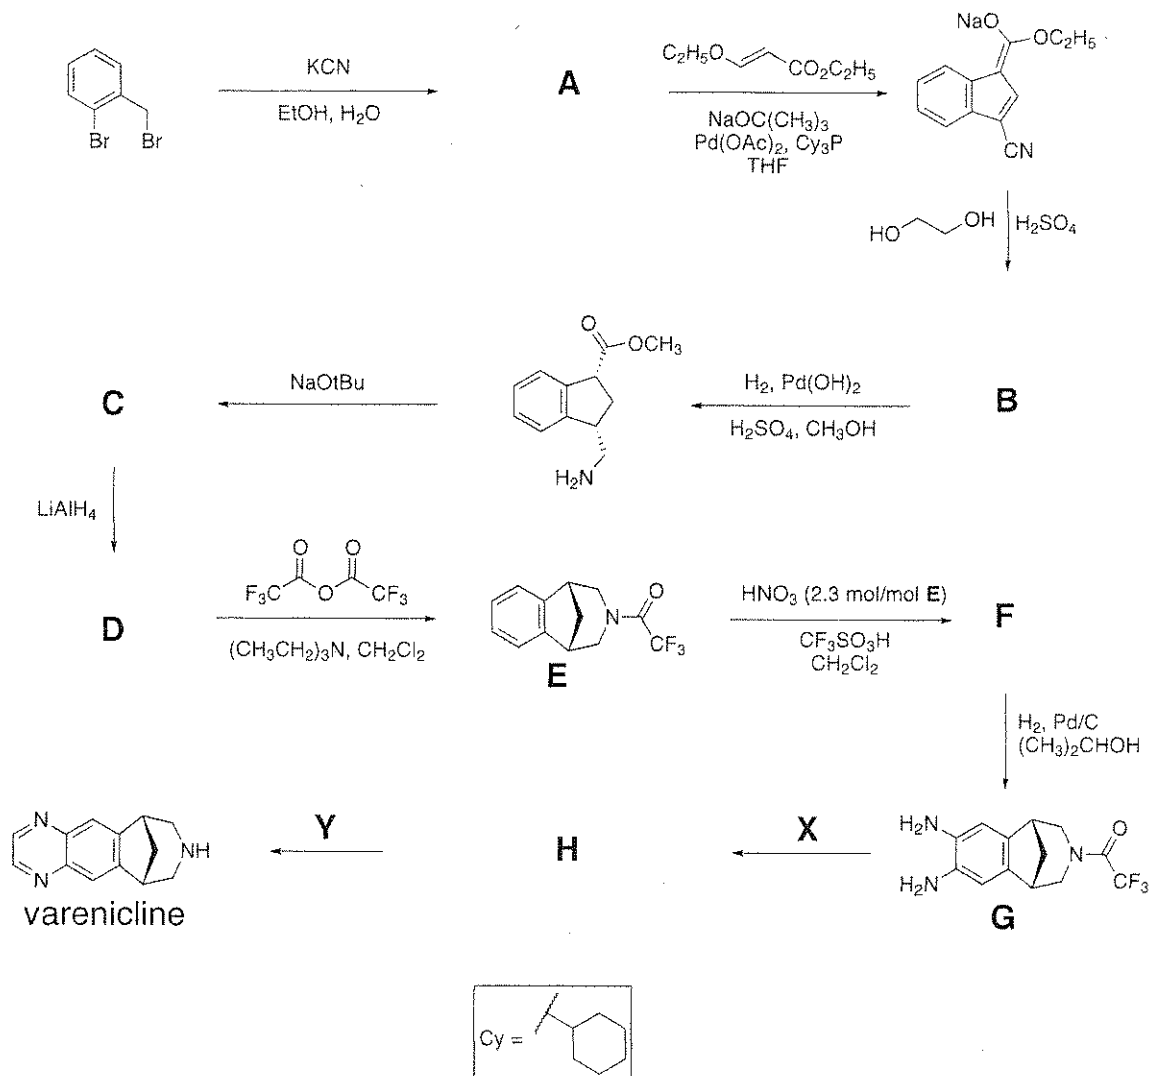 Br
Br
KCN
EtOH, H₂O
A
C₂H₅O
CO₂C₂H₅
NaOC(CH₃)₃
Pd(OAc)₂, Cy₃P
THF
NaO
OC₂H₅
CN
HO
OH
H₂SO₄
B
H₂, Pd(OH)₂
H₂SO₄, CH₃OH
O
OCH₃
H₂N
NaOtBu
C
LiAlH₄
D
O O
F₃C O CF₃
(CH₃CH₂)₃N, CH₂Cl₂
O
N
CF₃
E
HNO₃ (2.3 mol/mol E)
CF₃SO₃H
CH₂Cl₂
F
H₂, Pd/C
(CH₃)₂CHOH
H₂N
H₂N
N
O
CF₃
G
X
H
Y
N
N
NH
varenicline
Cy =